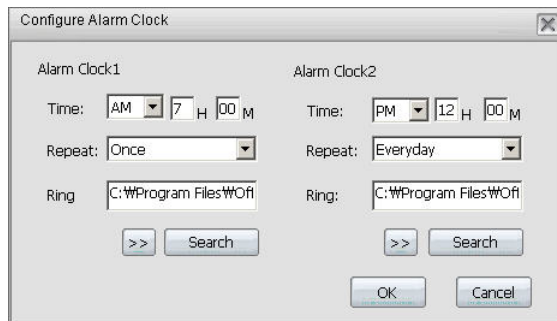 Configure Alarm Clock
Alarm Clock1
Time: AM 7 H 00 M
Repeat: Once
Ring C:₩Program Files₩Ofl
>> Search
Alarm Clock2
Time: PM 12 H 00 M
Repeat: Everyday
Ring: C:₩Program Files₩Ofl
>> Search
OK Cancel